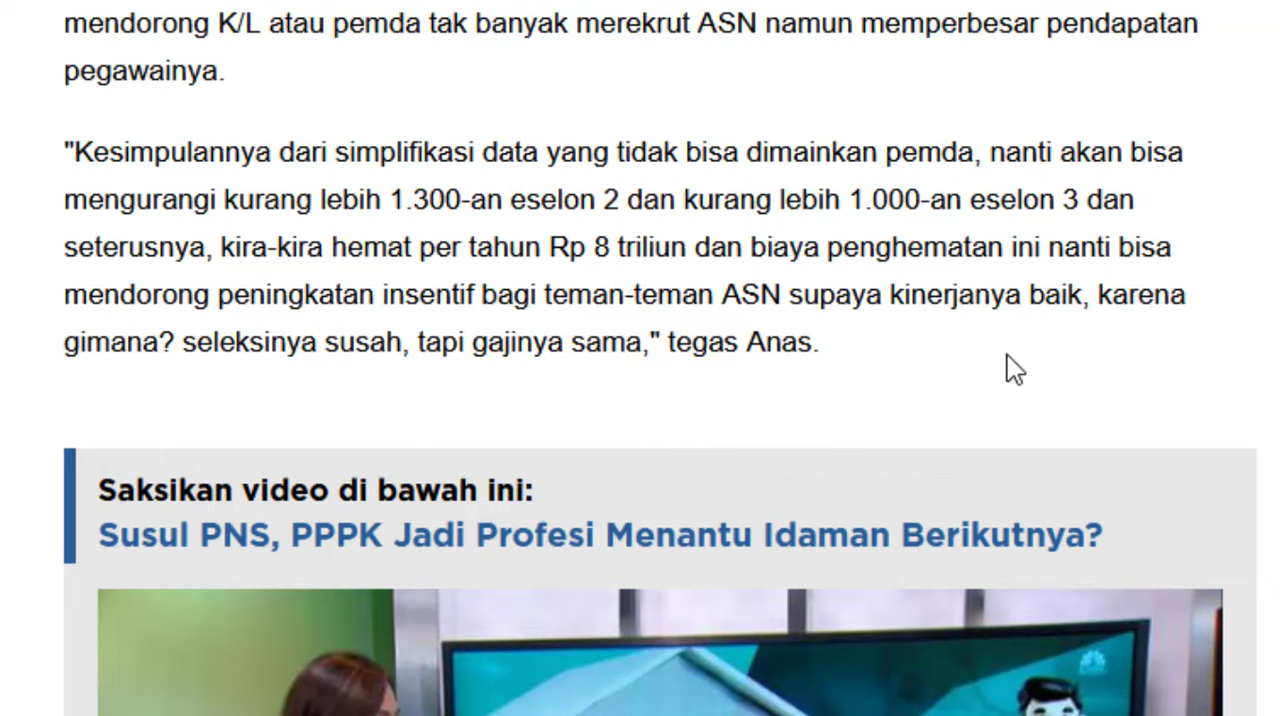 mendorong K/L atau pemda tak banyak merekrut ASN namun memperbesar pendapatan
pegawainya.
"Kesimpulannya dari simplifikasi data yang tidak bisa dimainkan pemda, nanti akan bisa
mengurangi kurang lebih 1.300-an eselon 2 dan kurang lebih 1.000-an eselon 3 dan
seterusnya, kira-kira hemat per tahun Rp 8 triliun dan biaya penghematan ini nanti bisa
mendorong peningkatan insentif bagi teman-teman ASN supaya kinerjanya baik, karena
gimana? seleksinya susah, tapi gajinya sama," tegas Anas.
Saksikan video di bawah ini:
Susul PNS, PPPK Jadi Profesi Menantu Idaman Berikutnya?